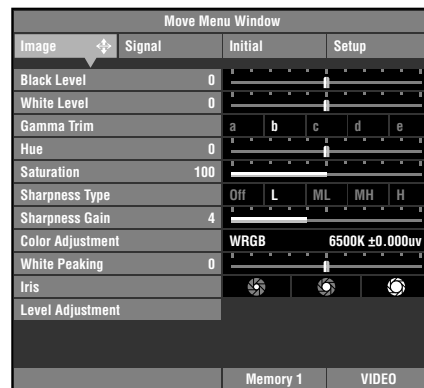 Move Menu Window
Image Signal Initial Setup
Black Level 0
White Level 0
Gamma Trim a b c d e
Hue 0
Saturation 100
Sharpness Type Off L ML MH H
Sharpness Gain 4
Color Adjustment WRGB 6500K ±0.000uv
White Peaking 0
Iris
Level Adjustment
Memory 1 VIDEO